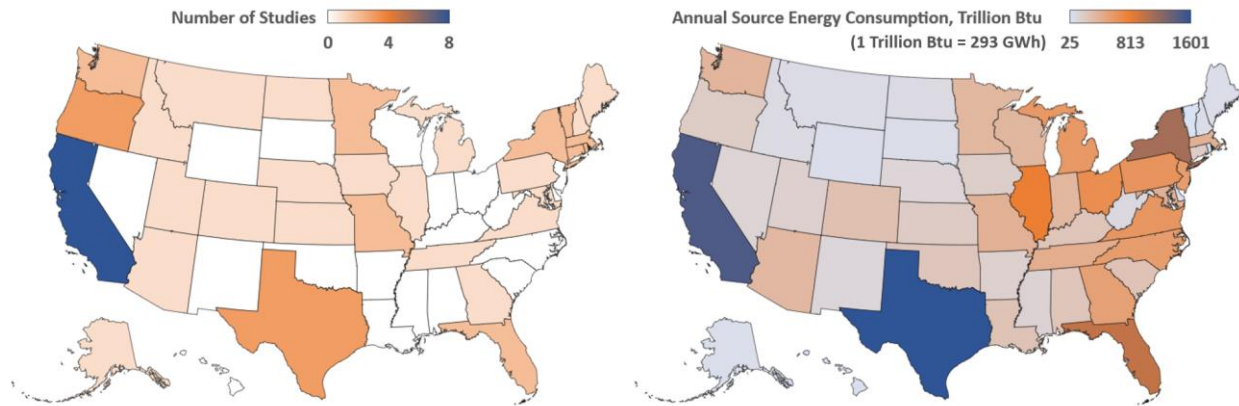 Number of Studies
0 4 8
Annual Source Energy Consumption, Trillion Btu
(1 Trillion Btu = 293 GWh)
25 813 1601